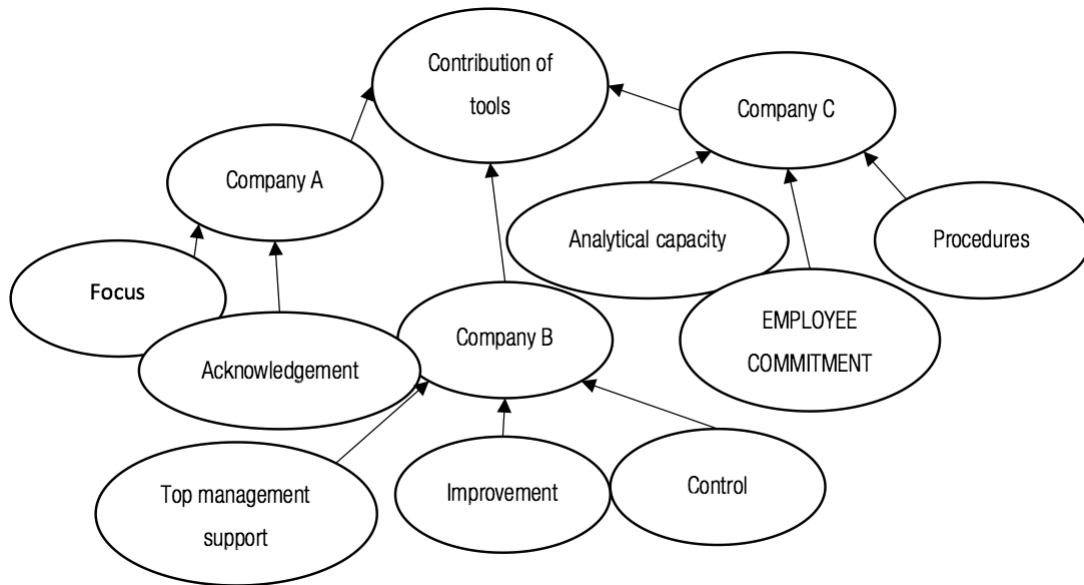 Contribution of
tools
Company C
Company A
Analytical capacity
Procedures
Focus
EMPLOYEE
COMMITMENT
Company B
Acknowledgement
Top management
support
Improvement
Control